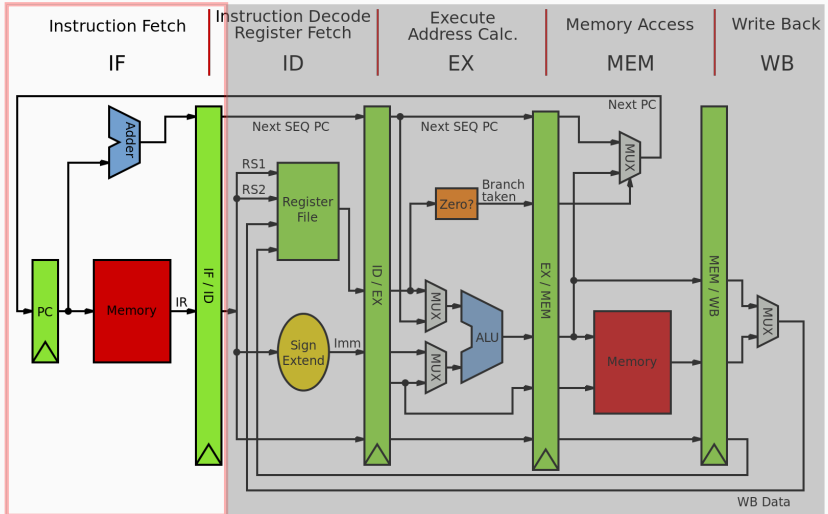 Instruction Fetch
IF
Instruction Decode
Register Fetch
ID
Execute
Address Calc.
EX
Memory Access
MEM
Write Back
WB
Next PC
Adder
Next SEQ PC
Next SEQ PC
MUX
RS1
RS2
Register
File
Branch
taken
Zero?
PC
Memory
IR
IF / ID
ID / EX
EX / MEM
MEM / WB
MUX
MUX
ALU
MUX
Sign
Extend
Imm
Memory
MUX
WB Data